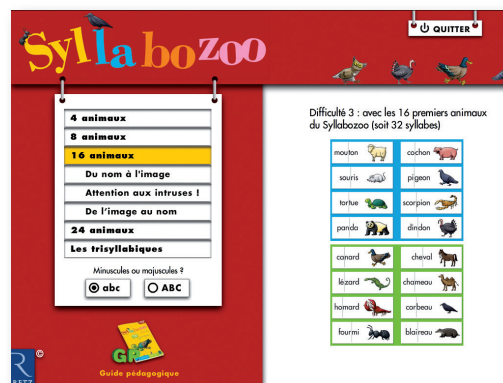 Syllabozoo
QUITTER
4 animaux
8 animaux
16 animaux
Du nom à l'image
Attention aux intruses !
De l'image au nom
24 animaux
Les trisyllabiques
Minuscules ou majuscules ?
abc ABC
GP
Guide pédagogique
R ©
RETZ
Difficulté 3 : avec les 16 premiers animaux
du Syllabozoo (soit 32 syllabes)
mouton cochon
souris pigeon
tortue scorpion
panda dindon
canard cheval
lézard chameau
homard corbeau
fourmi blaireau